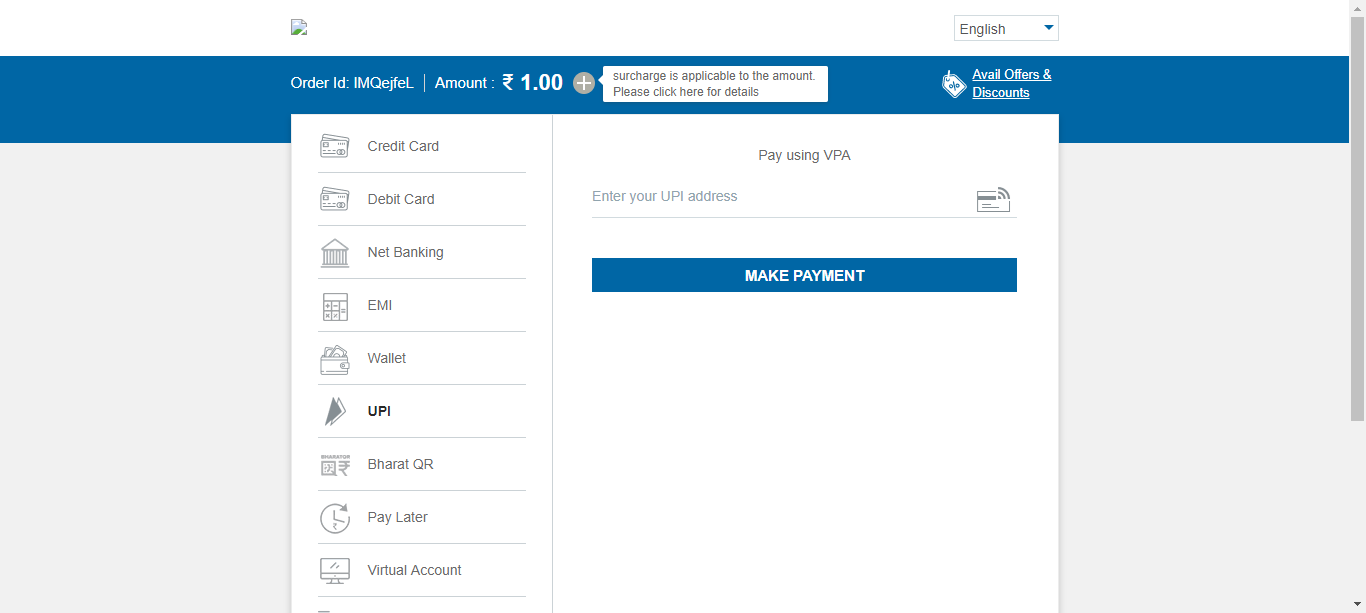 English
Order Id: IMQejfeL
Amount : ₹ 1.00
surcharge is applicable to the amount.
Please click here for details
Avail Offers &
Discounts
Credit Card
Debit Card
Net Banking
EMI
Wallet
UPI
BHARATQR
Bharat QR
Pay Later
Virtual Account
Pay using VPA
Enter your UPI address
MAKE PAYMENT